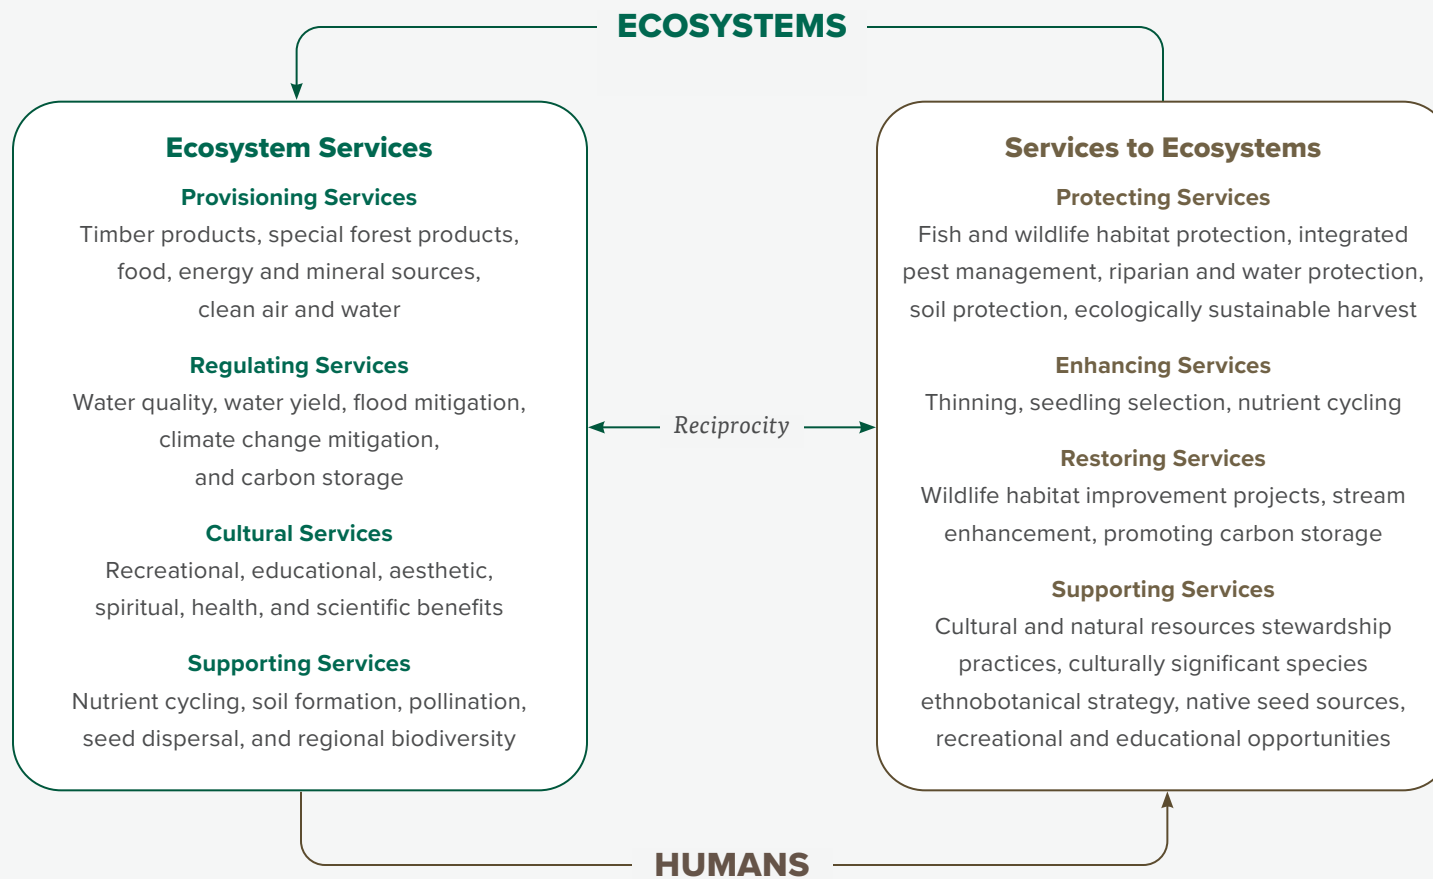 ECOSYSTEMS
Ecosystem Services
Provisioning Services
Timber products, special forest products,
food, energy and mineral sources,
clean air and water
Regulating Services
Water quality, water yield, flood mitigation,
climate change mitigation,
and carbon storage
Cultural Services
Recreational, educational, aesthetic,
spiritual, health, and scientific benefits
Supporting Services
Nutrient cycling, soil formation, pollination,
seed dispersal, and regional biodiversity
Reciprocity
Services to Ecosystems
Protecting Services
Fish and wildlife habitat protection, integrated
pest management, riparian and water protection,
soil protection, ecologically sustainable harvest
Enhancing Services
Thinning, seedling selection, nutrient cycling
Restoring Services
Wildlife habitat improvement projects, stream
enhancement, promoting carbon storage
Supporting Services
Cultural and natural resources stewardship
practices, culturally significant species
ethnobotanical strategy, native seed sources,
recreational and educational opportunities
HUMANS